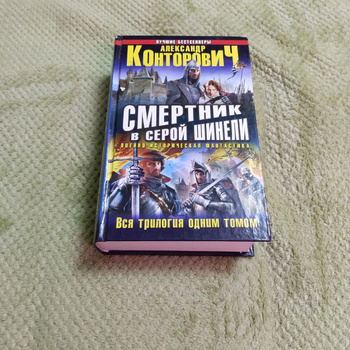 ЛУЧШИЕ БЕСТСЕЛЛЕРЫ
АЛЕКСАНДР
КОНТОРОВИЧ
СМЕРТНИК
В СЕРОЙ ШИНЕЛИ
ВОЕННО-ИСТОРИЧЕСКАЯ ФАНТАСТИКА
ВСЯ ТРИЛОГИЯ ОДНИМ ТОМОМ